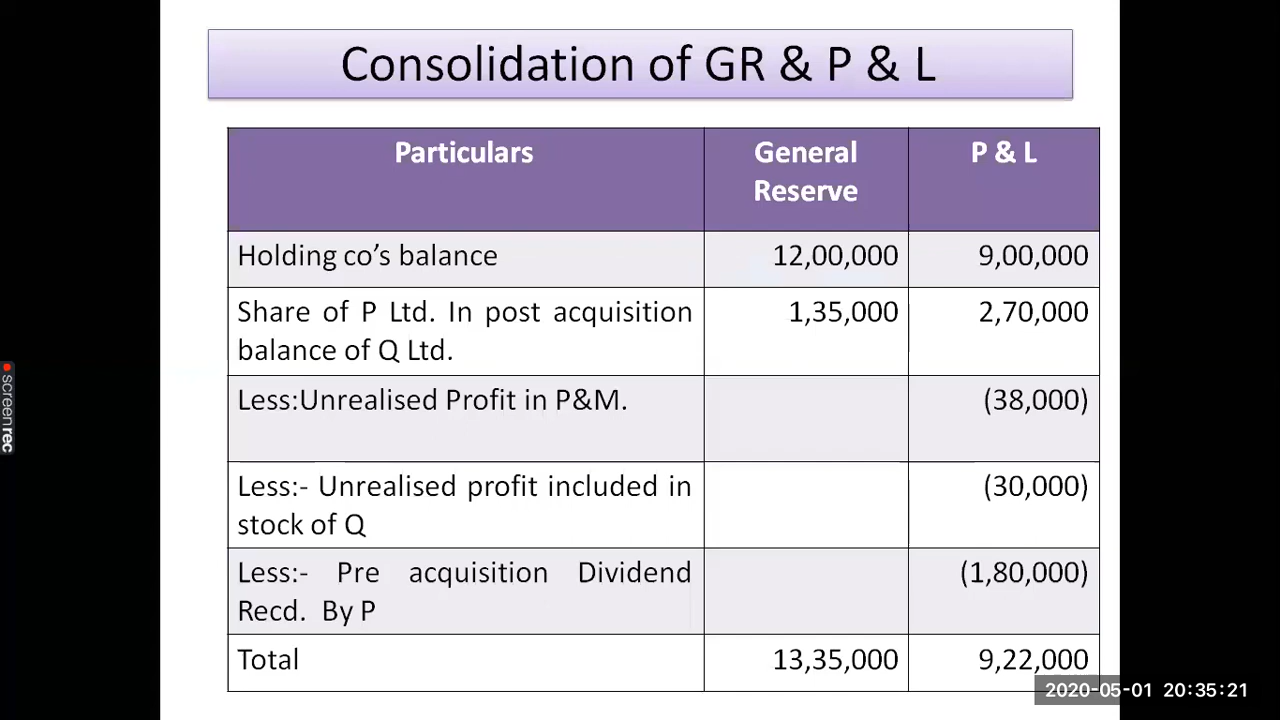 Consolidation of GR & P & L
Particulars
General
Reserve
P & L
Holding co’s balance
12,00,000
9,00,000
Share of P Ltd. In post acquisition
balance of Q Ltd.
1,35,000
2,70,000
Less:Unrealised Profit in P&M.
(38,000)
Less:- Unrealised profit included in
stock of Q
(30,000)
Less:- Pre acquisition Dividend
Recd. By P
(1,80,000)
Total
13,35,000
9,22,000
2020-05-01 20:35:21
screenrec